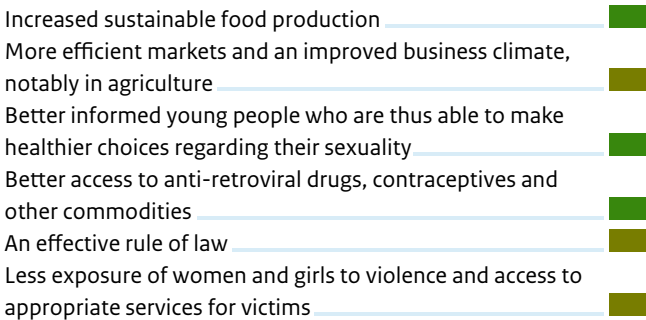 Increased sustainable food production
More efficient markets and an improved business climate,
notably in agriculture
Better informed young people who are thus able to make
healthier choices regarding their sexuality
Better access to anti-retroviral drugs, contraceptives and
other commodities
An effective rule of law
Less exposure of women and girls to violence and access to
appropriate services for victims